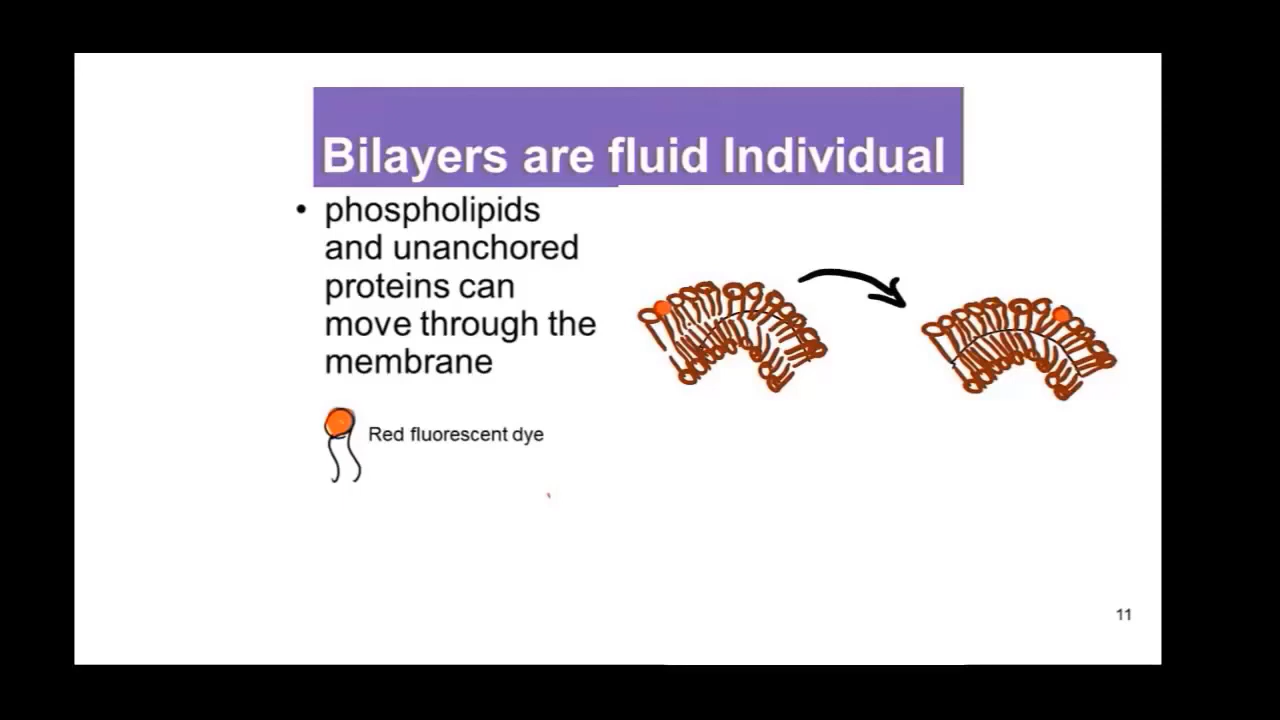 Bilayers are fluid Individual
• phospholipids
and unanchored
proteins can
move through the
membrane
Red fluorescent dye
11